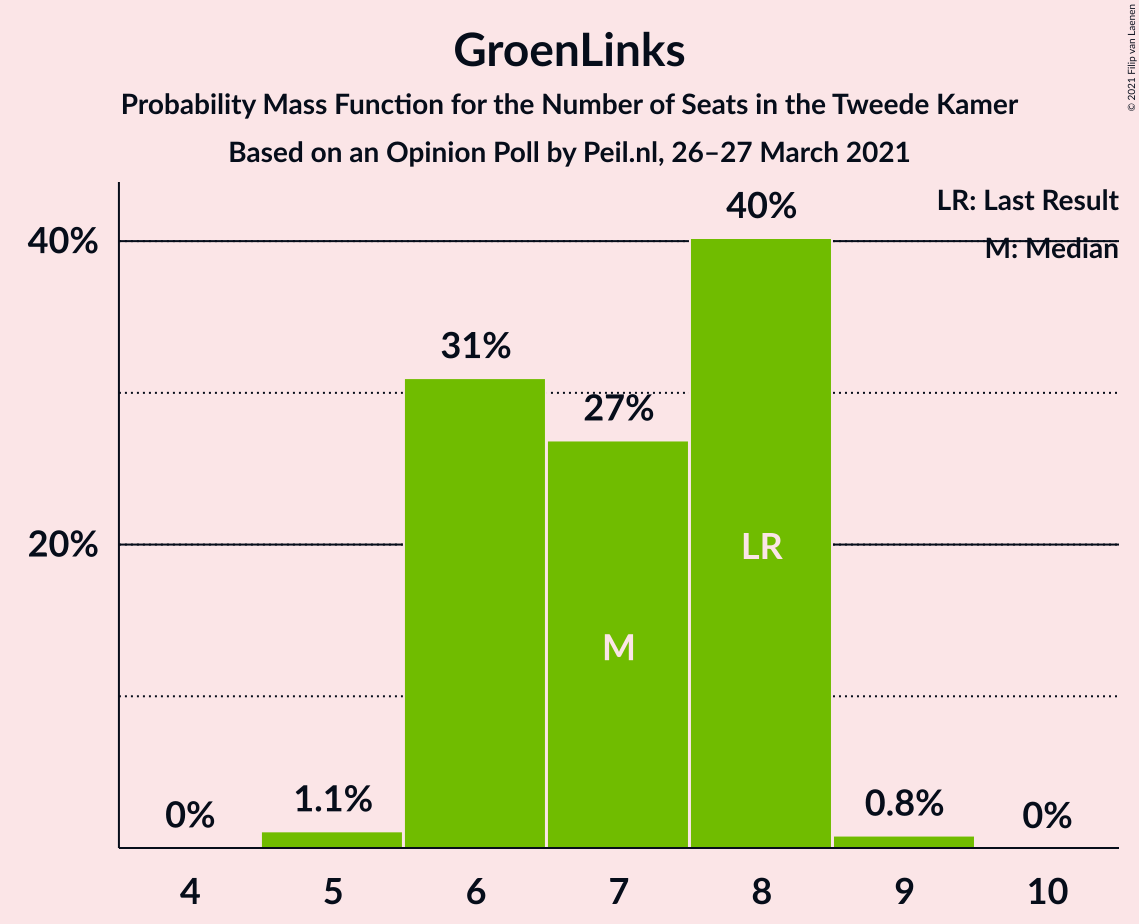 GroenLinks
Probability Mass Function for the Number of Seats in the Tweede Kamer
Based on an Opinion Poll by Peil.nl, 26–27 March 2021
© 2021 Filip van Laenen
LR: Last Result
M: Median
40%
20%
0%
1.1%
31%
27%
40%
0.8%
0%
M
LR
4
5
6
7
8
9
10